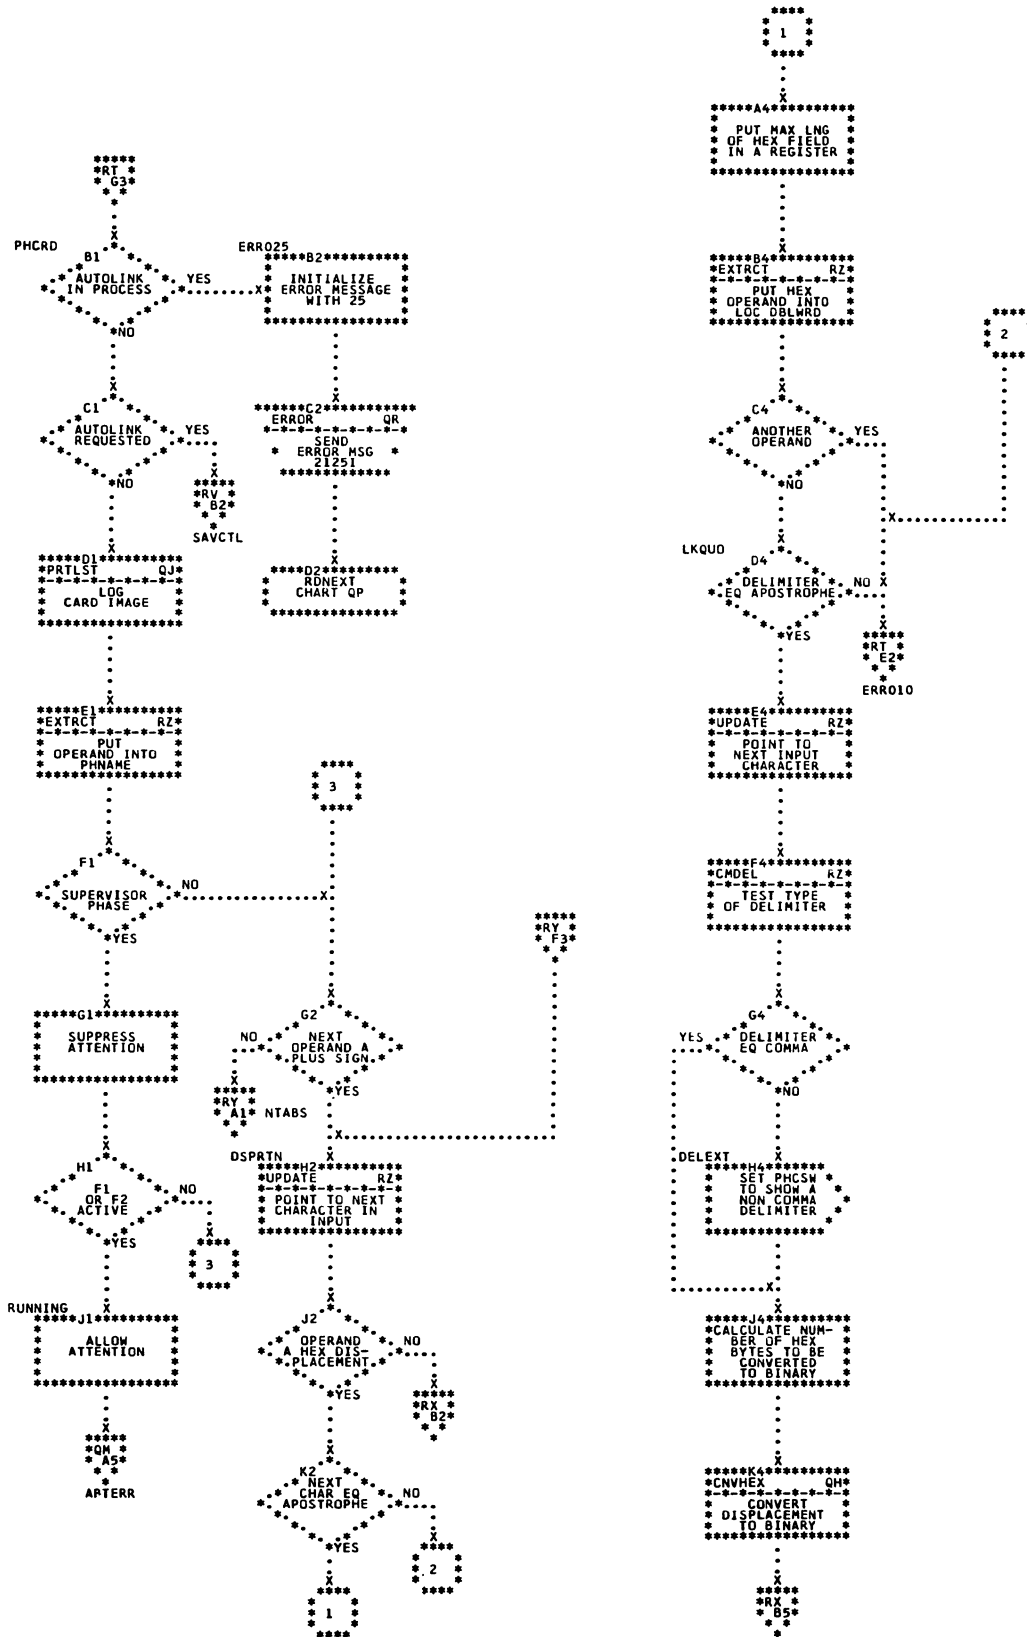 RT
G3
PHCRD
B1
AUTOLINK
IN PROCESS
YES
NO
ERR025
B2
INITIALIZE
ERROR MESSAGE
WITH 25
C1
AUTOLINK
REQUESTED
YES
NO
RV
B2
SAVCTL
C2
ERROR QR
SEND
ERROR MSG
2125I
D1
PRTLST QJ
LOG
CARD IMAGE
D2
RDNEXT
CHART QP
E1
EXTRCT RZ
PUT
OPERAND INTO
PHNAME
3
F1
SUPERVISOR
PHASE
NO
YES
RY
F3
G1
SUPPRESS
ATTENTION
G2
NEXT
OPERAND A
PLUS SIGN
NO
YES
RY
A1
NTABS
H1
F1
OR F2
ACTIVE
NO
YES
3
DSPRTN
H2
UPDATE RZ
POINT TO NEXT
CHARACTER IN
INPUT
RUNNING
J1
ALLOW
ATTENTION
QM
A5
ABTERR
J2
OPERAND
A HEX DIS-
PLACEMENT
NO
YES
RX
B2
K2
NEXT
CHAR EQ
APOSTROPHE
NO
YES
2
1
1
A4
PUT MAX LNG
OF HEX FIELD
IN A REGISTER
B4
EXTRCT RZ
PUT HEX
OPERAND INTO
LOC DBLWRD
2
C4
ANOTHER
OPERAND
YES
NO
LKQUO
D4
DELIMITER
EQ APOSTROPHE
NO
YES
RT
E2
ERR010
E4
UPDATE RZ
POINT TO
NEXT INPUT
CHARACTER
F4
CMDEL RZ
TEST TYPE
OF DELIMITER
G4
DELIMITER
EQ COMMA
YES
NO
DELEXT
H4
SET PHCSW
TO SHOW A
NON COMMA
DELIMITER
J4
CALCULATE NUM-
BER OF HEX
BYTES TO BE
CONVERTED
TO BINARY
K4
CNVHEX QH
CONVERT
DISPLACEMENT
TO BINARY
RX
B5